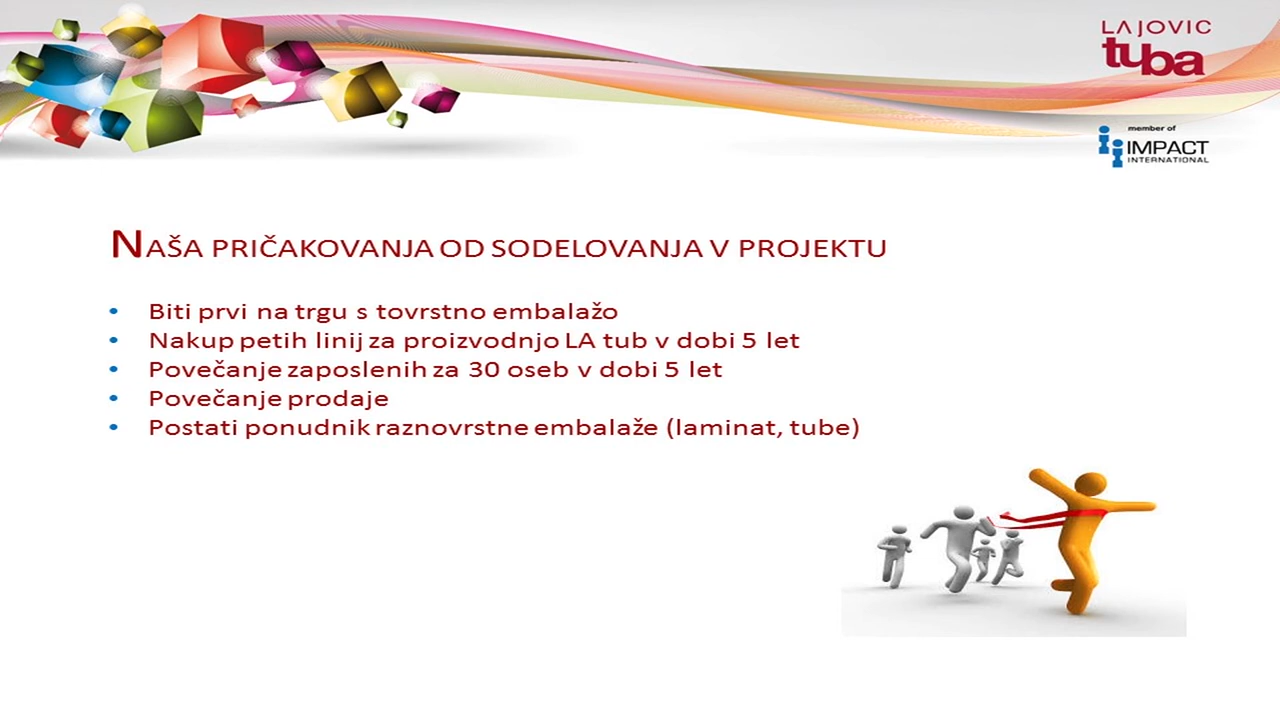 LAJOVIC
tuba
member of
IMPACT
INTERNATIONAL
NAŠA PRIČAKOVANJA OD SODELOVANJA V PROJEKTU
• Biti prvi na trgu s tovrstno embalažo
• Nakup petih linij za proizvodnjo LA tub v dobi 5 let
• Povečanje zaposlenih za 30 oseb v dobi 5 let
• Povečanje prodaje
• Postati ponudnik raznovrstne embalaže (laminat, tube)